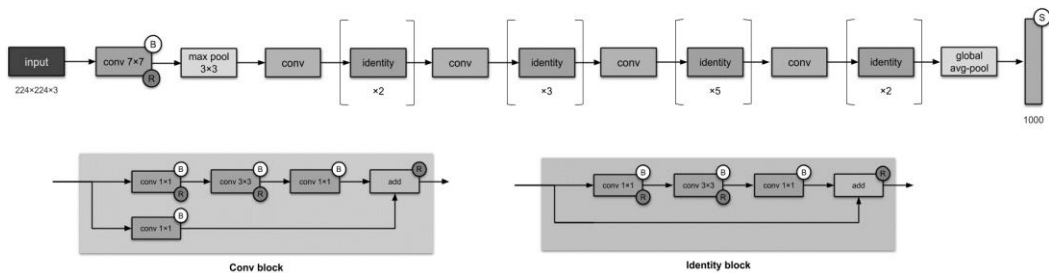 S
B
input
conv 7×7
max pool
3×3
conv
identity
conv
identity
conv
identity
conv
identity
global
avg-pool
R
224×224×3
×2
×3
×5
×2
1000
B
B
B
R
conv 1×1
conv 3×3
conv 1×1
add
R
R
B
conv 1×1
Conv block
B
B
B
R
conv 1×1
conv 3×3
conv 1×1
add
R
R
Identity block